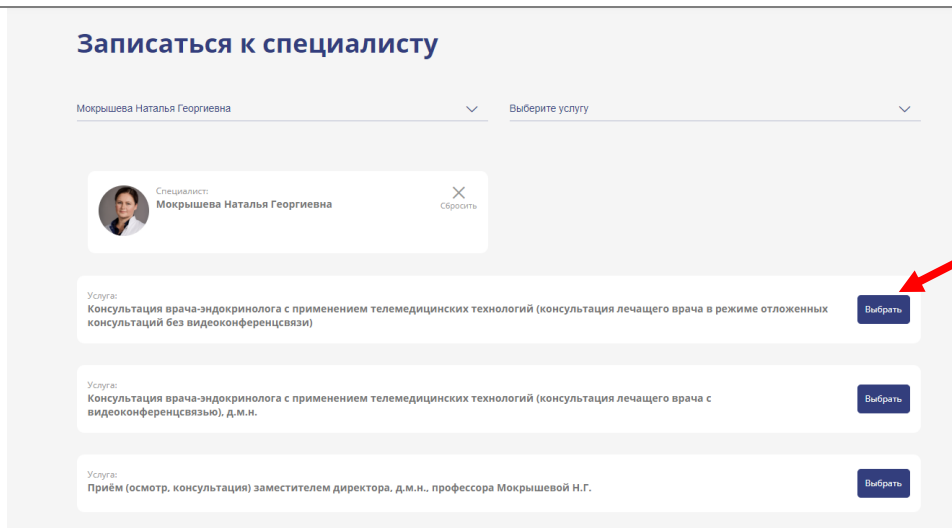 Записаться к специалисту
Мокрышева Наталья Георгиевна
Выберите услугу
Специалист:
Мокрышева Наталья Георгиевна
Сбросить
Услуга:
Консультация врача-эндокринолога с применением телемедицинских технологий (консультация лечащего врача в режиме отложенных
консультаций без видеоконференцсвязи)
Выбрать
Услуга:
Консультация врача-эндокринолога с применением телемедицинских технологий (консультация лечащего врача с
видеоконференцсвязью), д.м.н.
Выбрать
Услуга:
Приём (осмотр, консультация) заместителем директора, д.м.н., профессора Мокрышевой Н.Г.
Выбрать